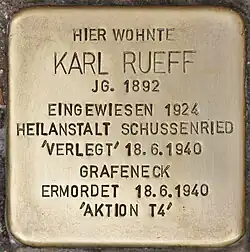 HIER WOHNTE
KARL RUEFF
JG. 1892
EINGEWIESEN 1924
HEILANSTALT SCHUSSENRIED
'VERLEGT' 18.6.1940
GRAFENECK
ERMORDET 18.6.1940
'AKTION T4'